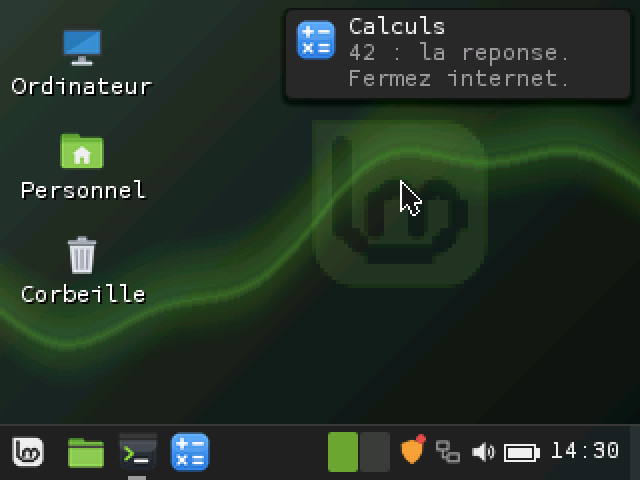 Calculs
42 : la reponse.
Fermez internet.
Ordinateur
Personnel
Corbeille
14:30